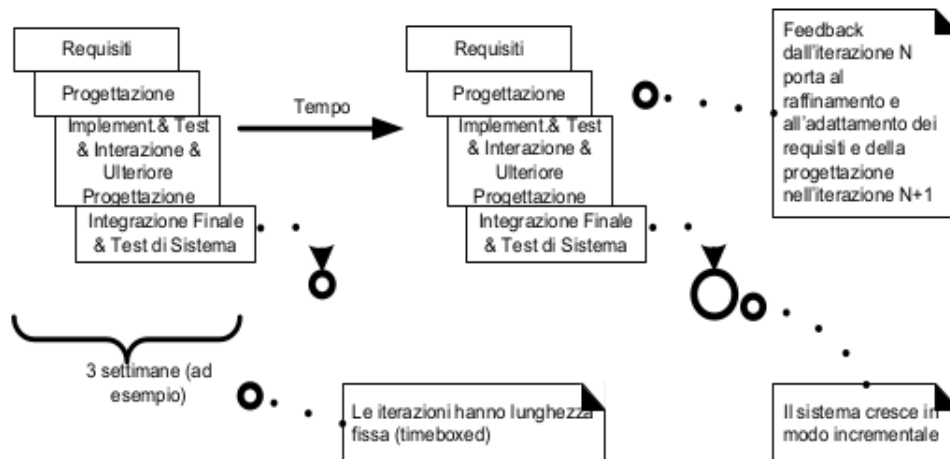 Requisiti
Progettazione
Implement.& Test
& Interazione &
Ulteriore
Progettazione
Integrazione Finale
& Test di Sistema
Tempo
Requisiti
Progettazione
Implement.& Test
& Interazione &
Ulteriore
Progettazione
Integrazione Finale
& Test di Sistema
Feedback
dall'iterazione N
porta al
raffinamento e
all'adattamento dei
requisiti e della
progettazione
nell'iterazione N+1
3 settimane (ad
esempio)
Le iterazioni hanno lunghezza
fissa (timeboxed)
Il sistema cresce in
modo incrementale